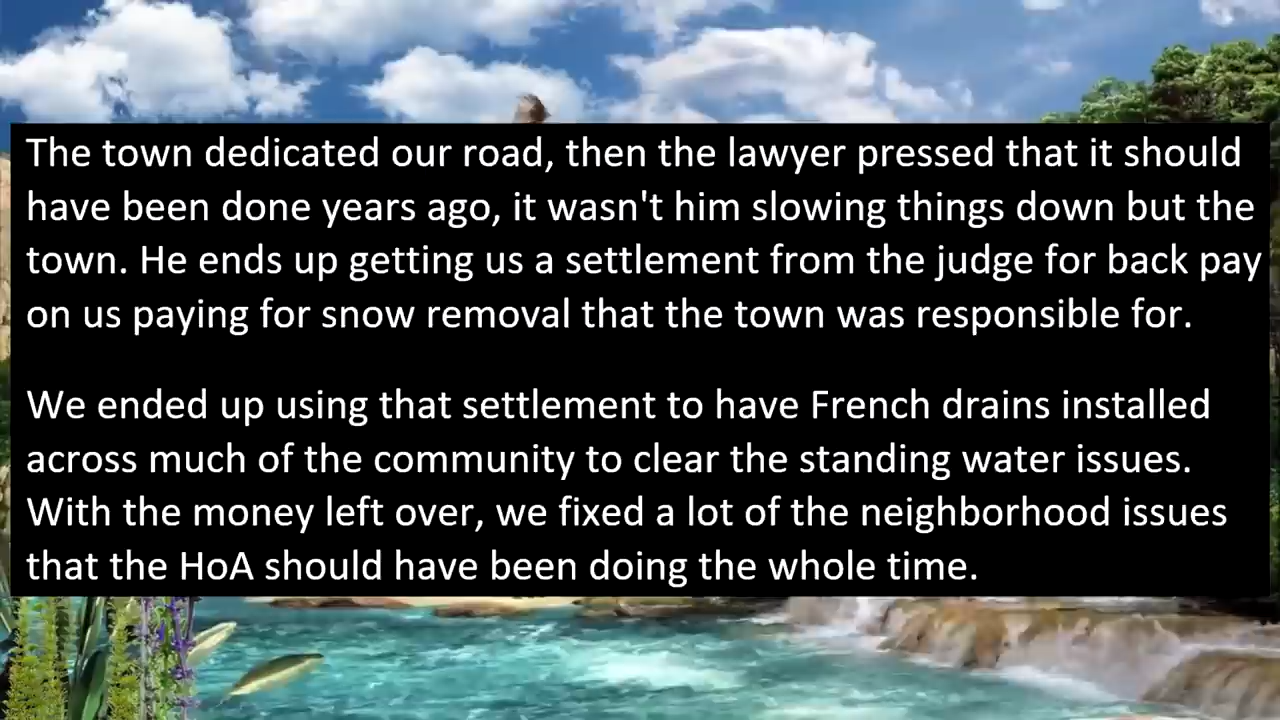 The town dedicated our road, then the lawyer pressed that it should
have been done years ago, it wasn't him slowing things down but the
town. He ends up getting us a settlement from the judge for back pay
on us paying for snow removal that the town was responsible for.
We ended up using that settlement to have French drains installed
across much of the community to clear the standing water issues.
With the money left over, we fixed a lot of the neighborhood issues
that the HoA should have been doing the whole time.